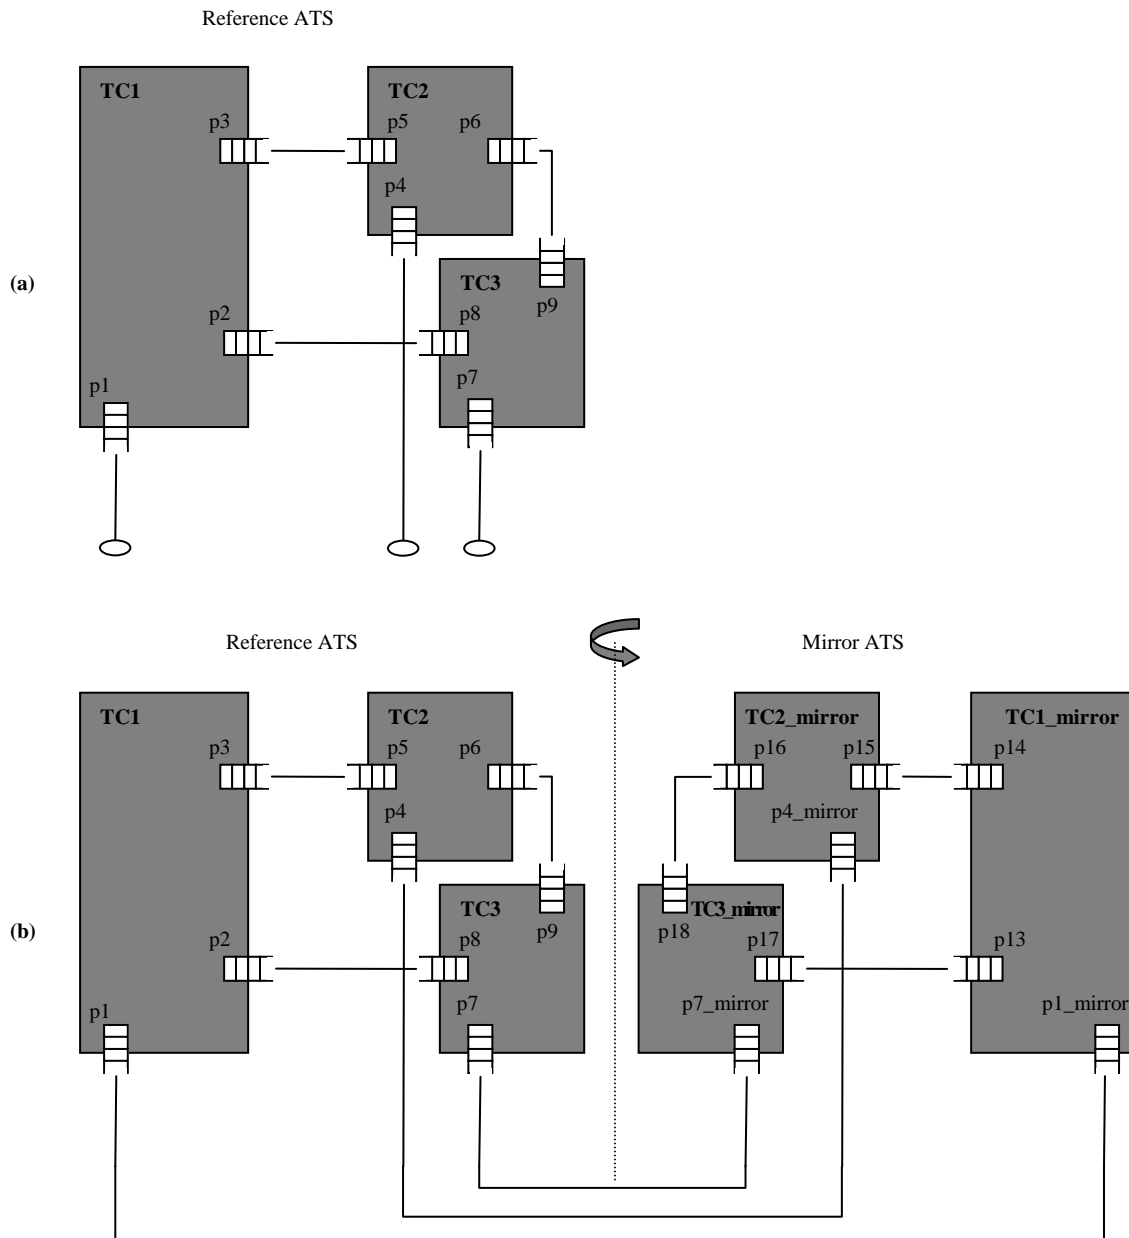 Reference ATS
TC1
TC2
p3
p5
p6
p4
(a)
TC3
p9
p2
p8
p7
p1
Reference ATS
Mirror ATS
TC1
TC2
TC2_mirror
TC1_mirror
p3
p5
p6
p16
p15
p14
p4
p4_mirror
(b)
TC3
TC3_mirror
p9
p18
p2
p8
p17
p13
p1
p7
p7_mirror
p1_mirror